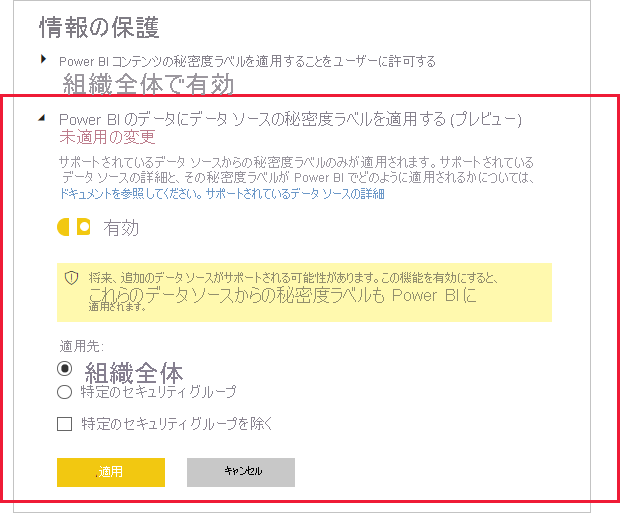 情報の保護
Power BI コンテンツの秘密度ラベルを適用することをユーザーに許可する
組織全体で有効
Power BI のデータにデータ ソースの秘密度ラベルを適用する (プレビュー)
未適用の変更
サポートされているデータ ソースからの秘密度ラベルのみが適用されます。サポートされている
データ ソースの詳細と、その秘密度ラベルが Power BI でどのように適用されるかについては、
ドキュメントを参照してください。サポートされているデータ ソースの詳細
有効
将来、追加のデータソースがサポートされる可能性があります。この機能を有効にすると、
これらのデータソースからの秘密度ラベルも Power BI に
適用されます。
適用先:
組織全体
特定のセキュリティグループ
特定のセキュリティグループを除く
適用
キャンセル